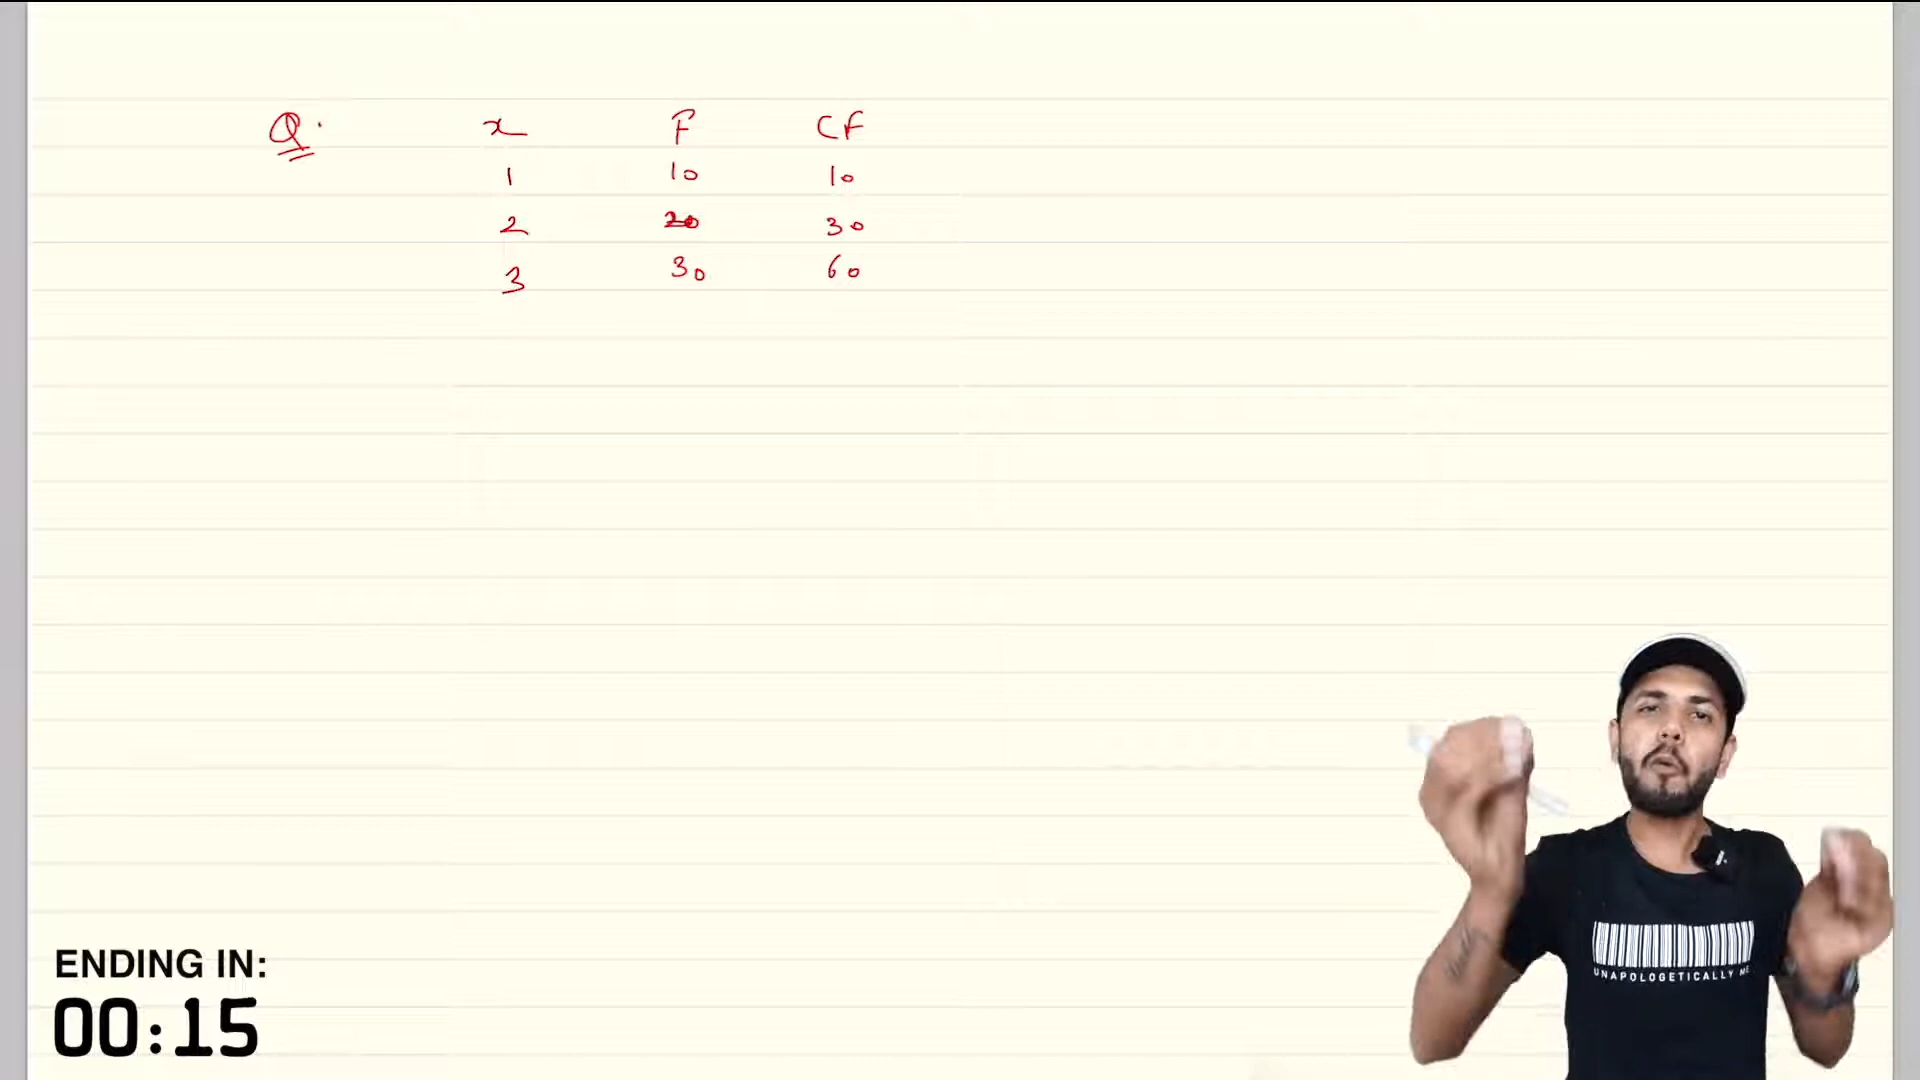 Q. x F CF
1 10 10
2 20 30
3 30 60
UNAPOLOGETICALLY ME
ENDING IN:
00:15